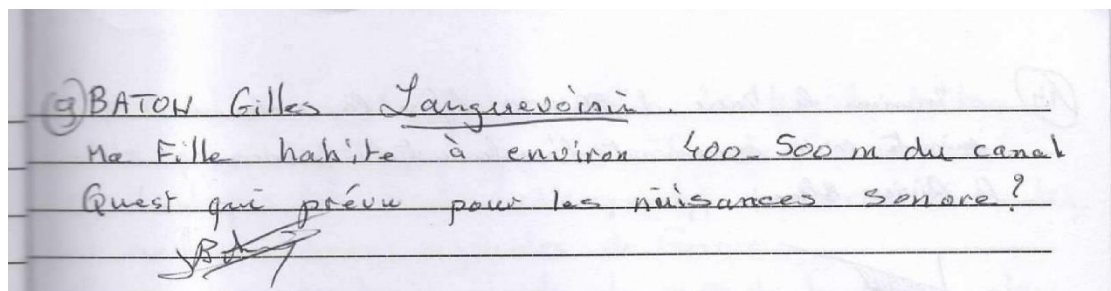 9) BATON Gilles Languevoisin.
Ma Fille habite à environ 400-500 m du canal
Quest qui prévu pour les nuisances sonore?